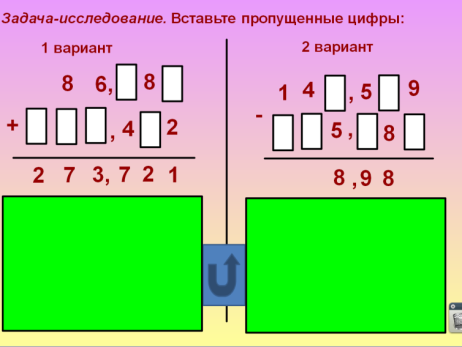 Задача-исследование. Вставьте пропущенные цифры:
1 вариант
8 6, 8
+ , 4 2
2 7 3, 7 2 1
2 вариант
1 4 , 5 9
- 5 , 8
8 , 9 8